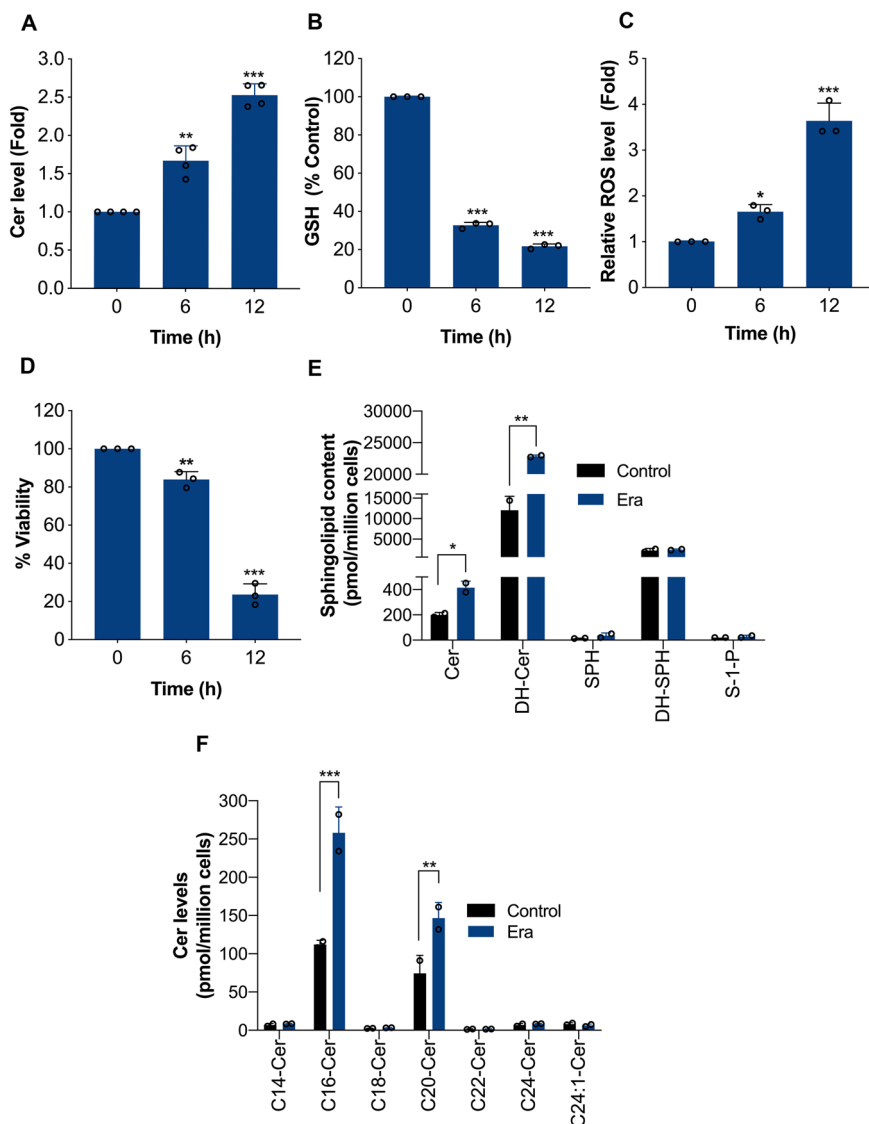 A
Cer level (Fold)
3.0
2.5
2.0
1.5
1.0
0.5
0.0
**
***
0 6 12
Time (h)
B
GSH (% Control)
120
100
80
60
40
20
0
***
***
0 6 12
Time (h)
C
Relative ROS level (Fold)
5
4
3
2
1
0
*
***
0 6 12
Time (h)
D
% Viability
120
100
80
60
40
20
0
**
***
0 6 12
Time (h)
E
Sphingolipid content
(pmol/million cells)
30000
25000
20000
15000
10000
5000
400
200
0
*
**
Control
Era
Cer
DH-Cer
SPH
DH-SPH
S-1-P
F
Cer levels
(pmol/million cells)
300
250
200
150
100
50
0
***
**
Control
Era
C14-Cer
C16-Cer
C18-Cer
C20-Cer
C22-Cer
C24-Cer
C24:1-Cer